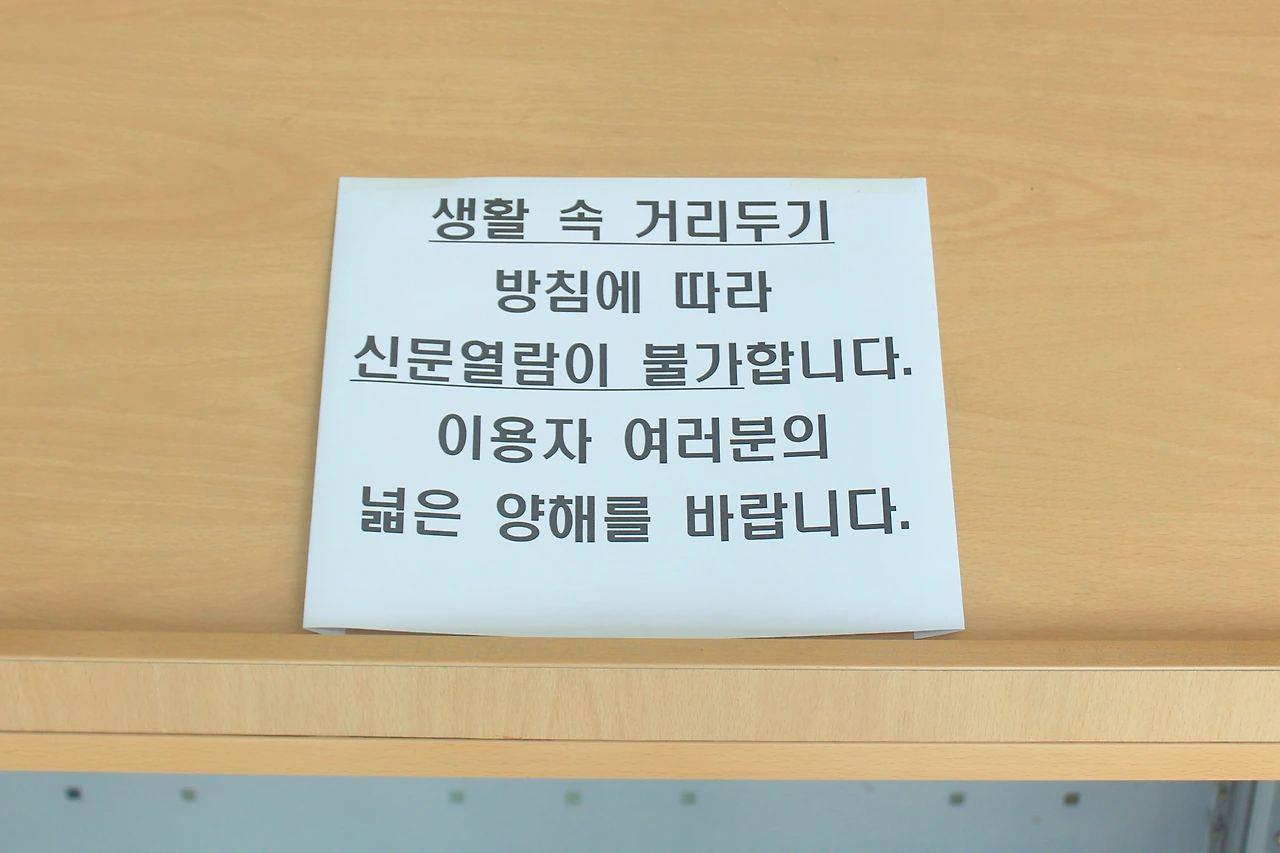 생활 속 거리두기
방침에 따라
신문열람이 불가합니다.
이용자 여러분의
넓은 양해를 바랍니다.